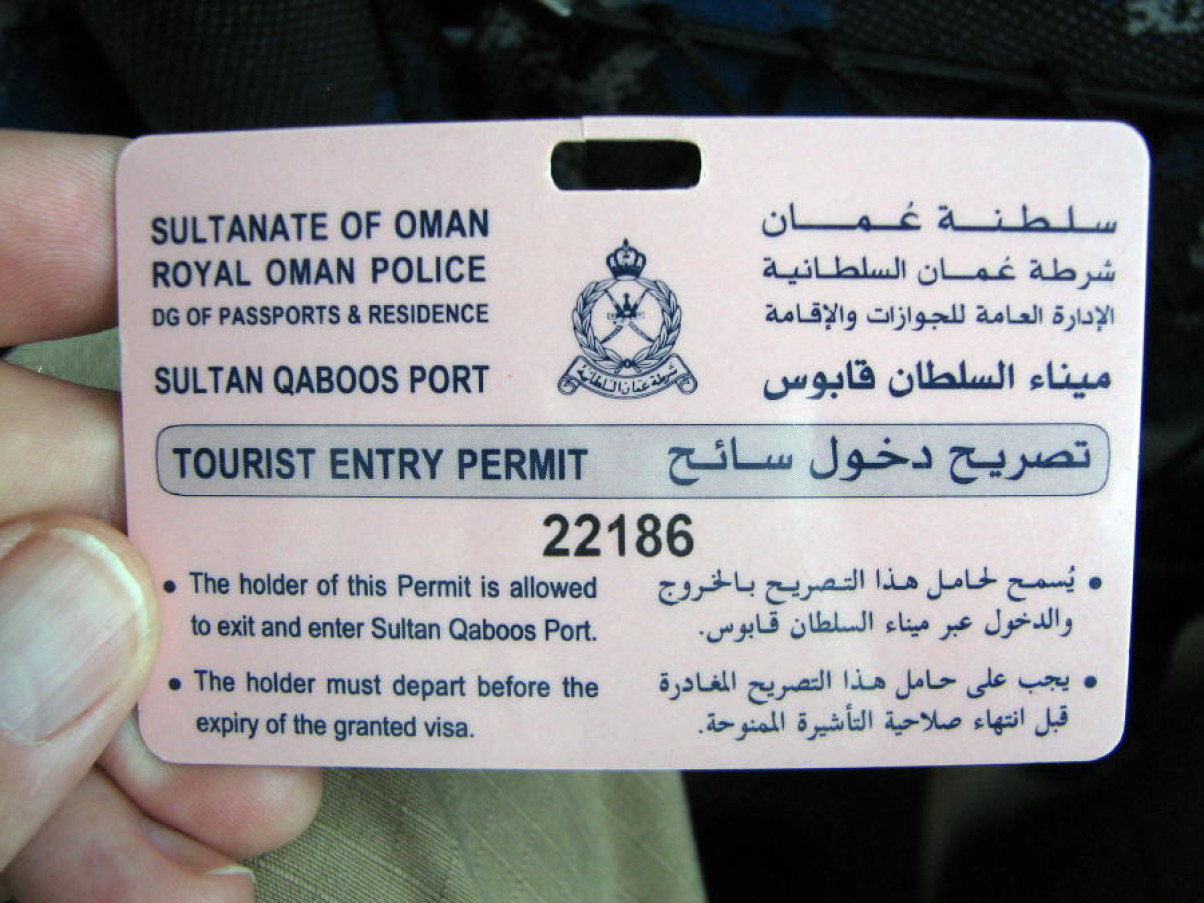 SULTANATE OF OMAN
ROYAL OMAN POLICE
DG OF PASSPORTS & RESIDENCE
SULTAN QABOOS PORT
سلطنة عُمان
شرطة عُمان السلطانية
الإدارة العامة للجوازات والإقامة
ميناء السلطان قابوس
شرطة عمان السلطانية
TOURIST ENTRY PERMIT تصريح دخول سائح
22186
• The holder of this Permit is allowed
to exit and enter Sultan Qaboos Port.
• The holder must depart before the
expiry of the granted visa.
• يُسمح لحامل هذا التصريح بالخروج
والدخول عبر ميناء السلطان قابوس.
• يجب على حامل هذا التصريح المغادرة
قبل انتهاء صلاحية التأشيرة الممنوحة.